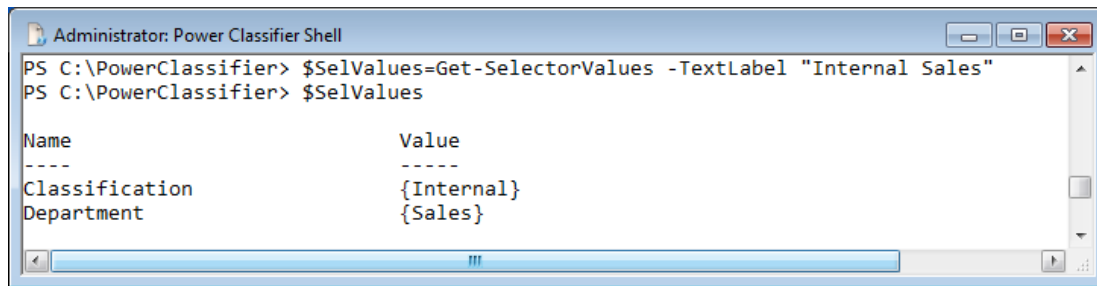 Administrator: Power Classifier Shell
PS C:\PowerClassifier> $SelValues=Get-SelectorValues -TextLabel "Internal Sales"
PS C:\PowerClassifier> $SelValues
Name Value
---- -----
Classification {Internal}
Department {Sales}